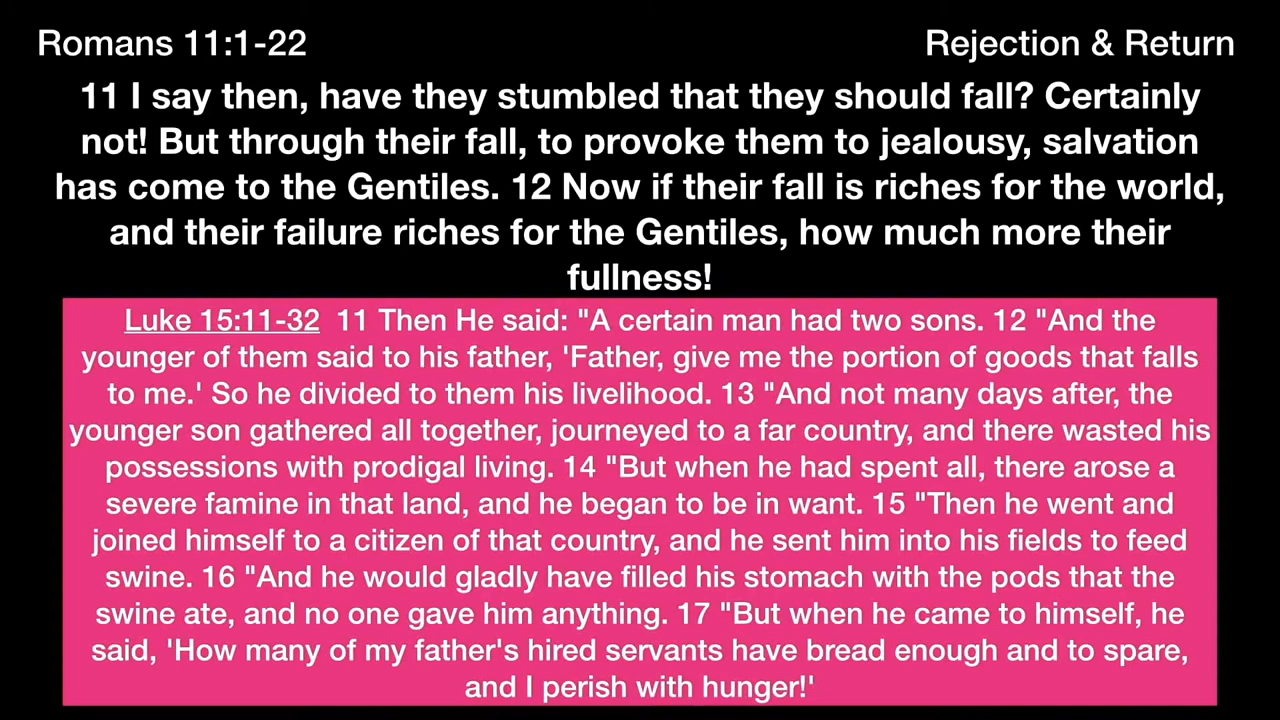 Romans 11:1-22
Rejection & Return
11 I say then, have they stumbled that they should fall? Certainly
not! But through their fall, to provoke them to jealousy, salvation
has come to the Gentiles. 12 Now if their fall is riches for the world,
and their failure riches for the Gentiles, how much more their
fullness!
Luke 15:11-32  11 Then He said: "A certain man had two sons. 12 "And the
younger of them said to his father, 'Father, give me the portion of goods that falls
to me.' So he divided to them his livelihood. 13 "And not many days after, the
younger son gathered all together, journeyed to a far country, and there wasted his
possessions with prodigal living. 14 "But when he had spent all, there arose a
severe famine in that land, and he began to be in want. 15 "Then he went and
joined himself to a citizen of that country, and he sent him into his fields to feed
swine. 16 "And he would gladly have filled his stomach with the pods that the
swine ate, and no one gave him anything. 17 "But when he came to himself, he
said, 'How many of my father's hired servants have bread enough and to spare,
and I perish with hunger!'